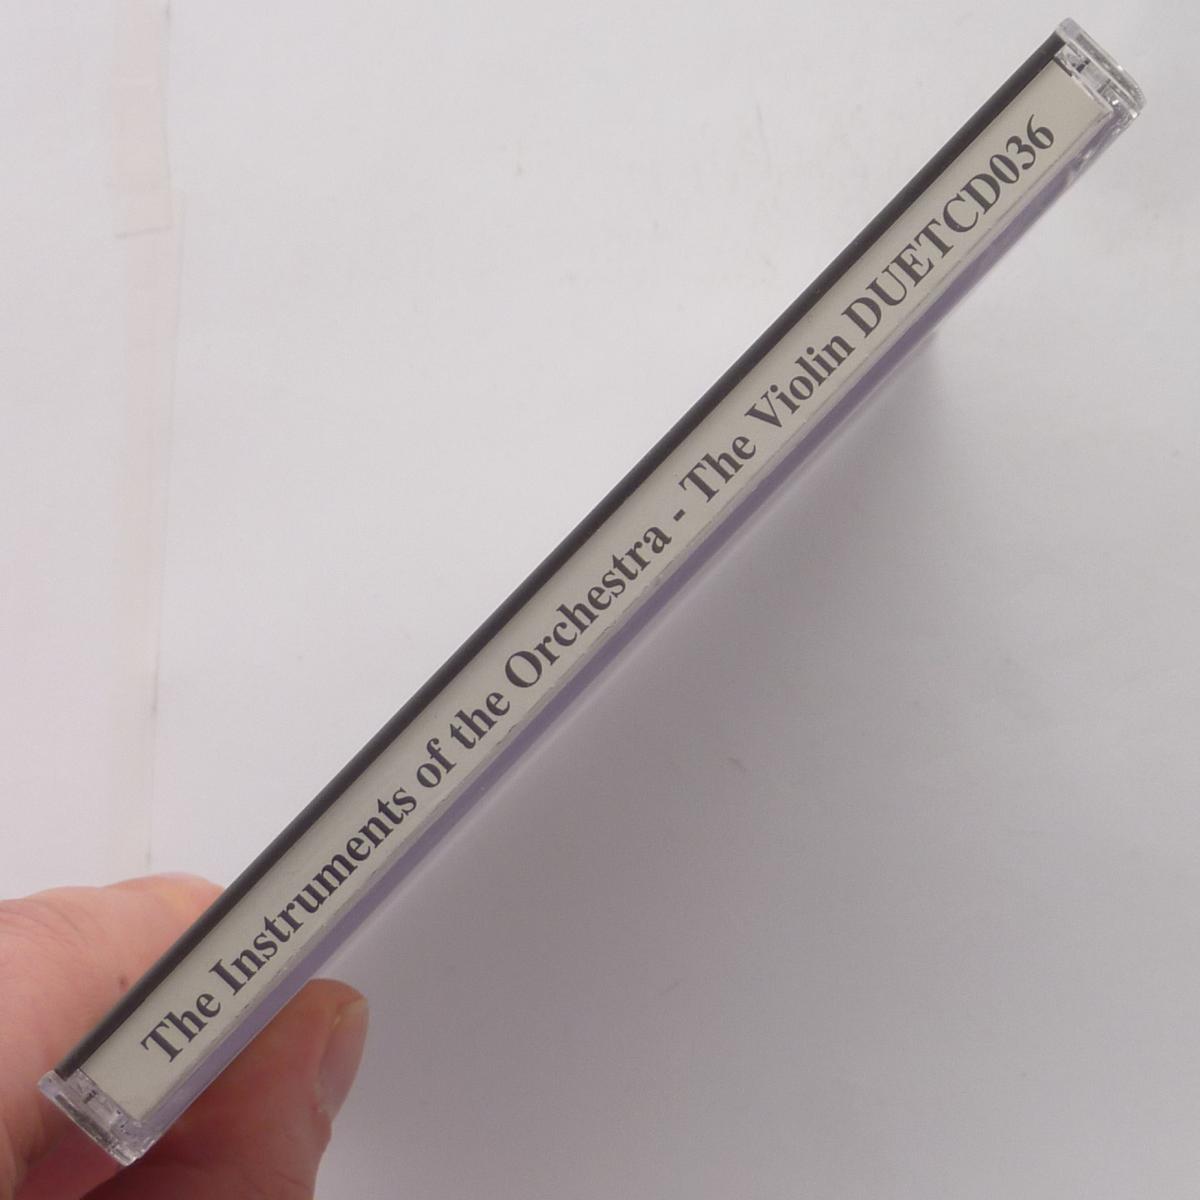 The Instruments of the Orchestra - The Violin DUETCD036